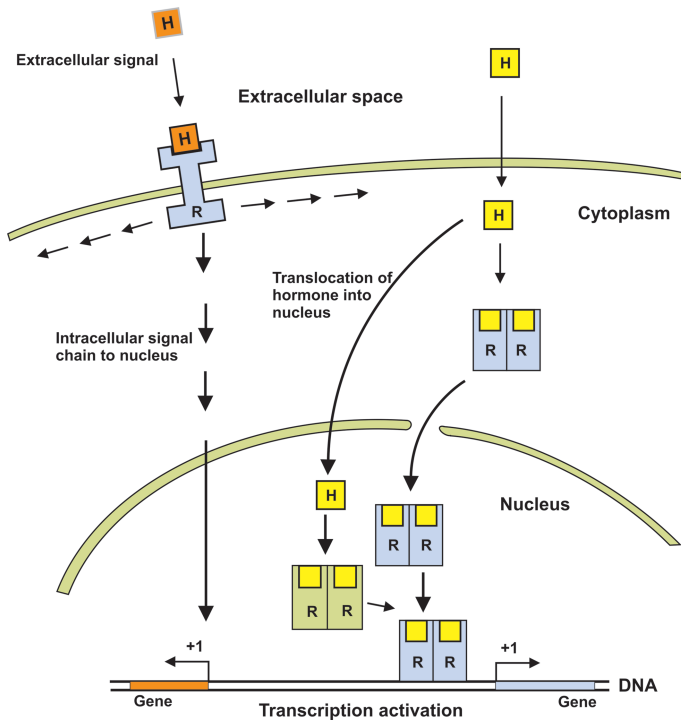 H
Extracellular signal
H
Extracellular space
H
R
H
Cytoplasm
Translocation of
hormone into
nucleus
Intracellular signal
chain to nucleus
R R
H
Nucleus
R R
R R
R R
+1
+1
DNA
Gene
Gene
Transcription activation